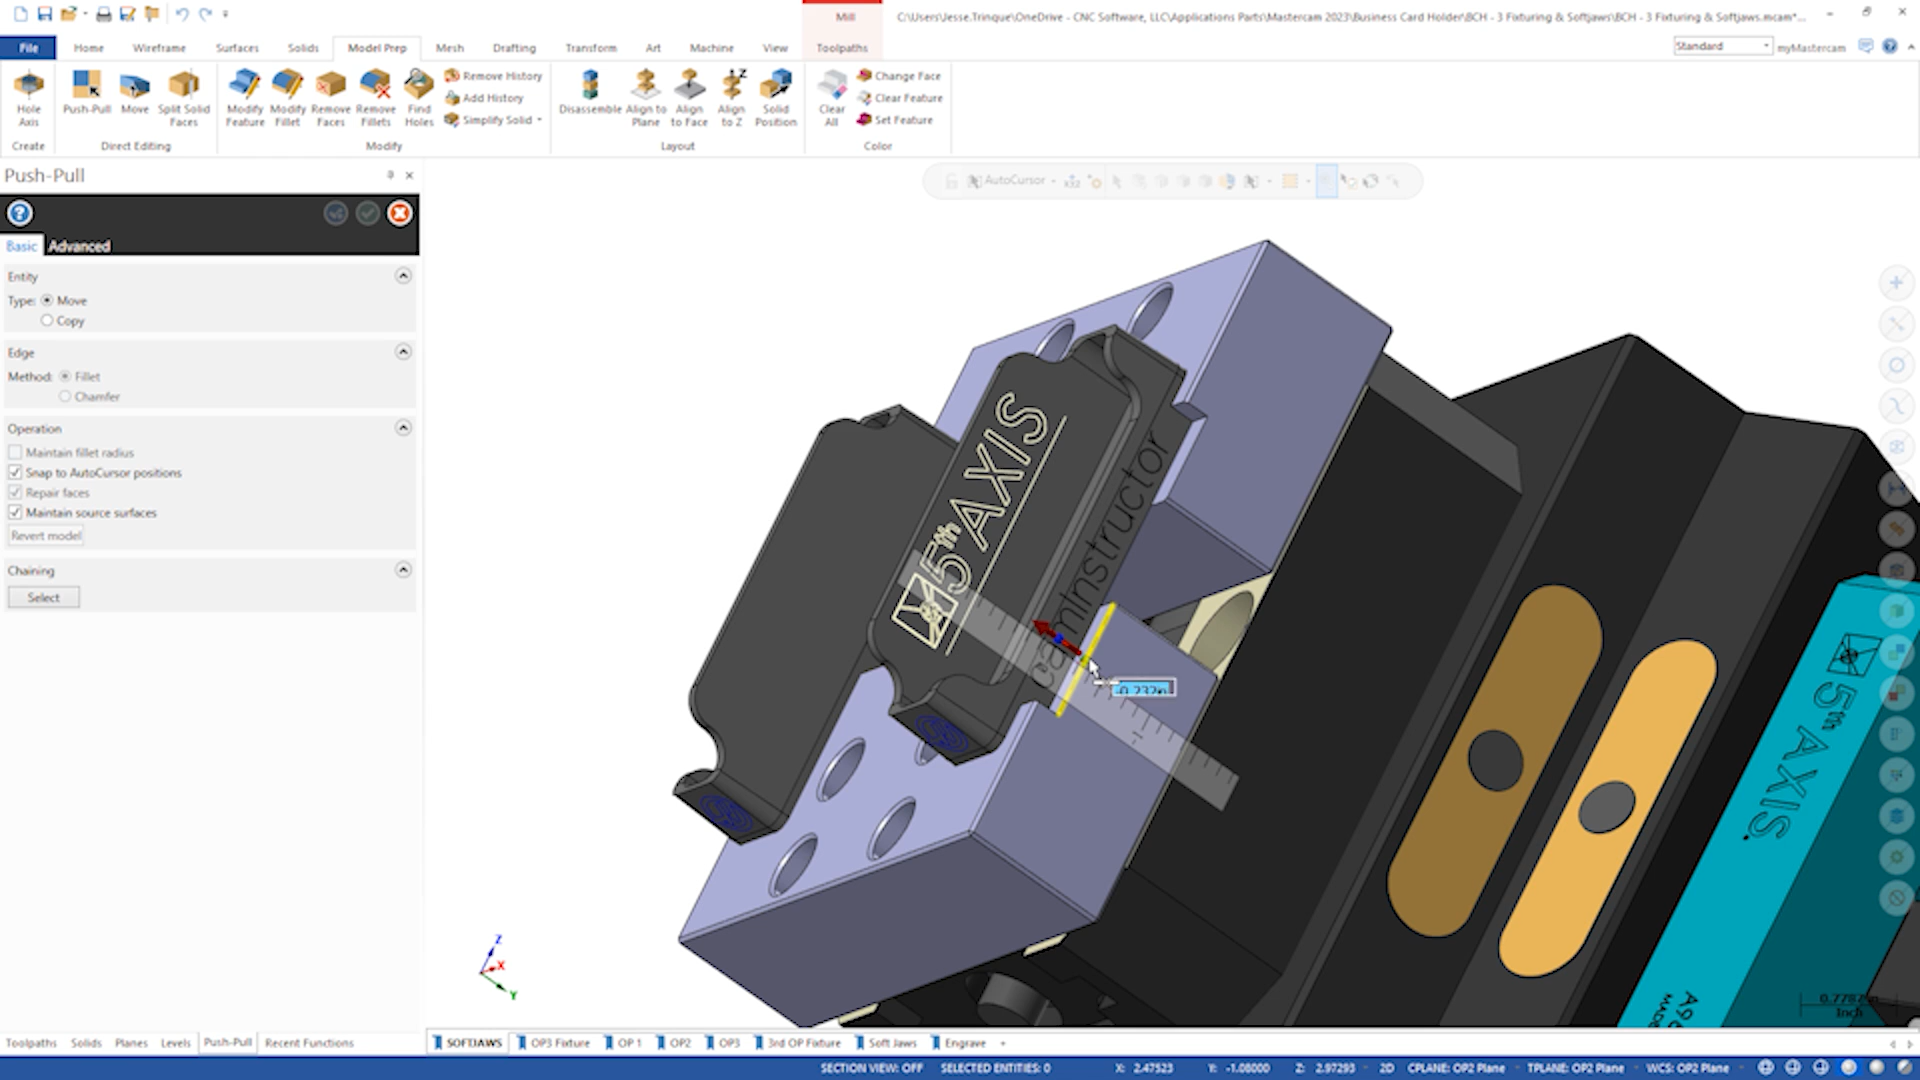 Mill
C:\Users\Jesse.Trinque\OneDrive - CNC Software, LLC\Applications Parts\Mastercam 2023\Business Card Holder\BCH - 3 Fixturing & Softjaws\BCH - 3 Fixturing & Softjaws.mcam*...
File Home Wireframe Surfaces Solids Model Prep Mesh Drafting Transform Art Machine View Toolpaths
Standard myMastercam
Hole Axis
Push-Pull
Move
Split Solid Faces
Modify Feature
Modify Fillet
Remove Faces
Remove Fillets
Find Holes
Remove History
Add History
Simplify Solid
Disassemble
Align to Plane
Align to Face
Align to Z
Solid Position
Clear All
Change Face
Clear Feature
Set Feature
Create Direct Editing Modify Layout Color
Push-Pull
AutoCursor
Basic Advanced
Entity
Type: Move
Copy
Edge
Method: Fillet
Chamfer
Operation
Maintain fillet radius
Snap to AutoCursor positions
Repair faces
Maintain source surfaces
Revert model
Chaining
Select
5th AXIS
camInstructor
-0.232in
5th AXIS
Z
X
Y
0.7782 in
Inch
Toolpaths Solids Planes Levels Push-Pull Recent Functions
SOFTJAWS OP3 Fixture OP 1 OP2 OP3 3rd OP Fixture Soft Jaws Engrave +
SECTION VIEW: OFF SELECTED ENTITIES: 0 X: 2.47523 Y: -1.08000 Z: 2.97293 2D CPLANE: OP2 Plane TPLANE: OP2 Plane WCS: OP2 Plane